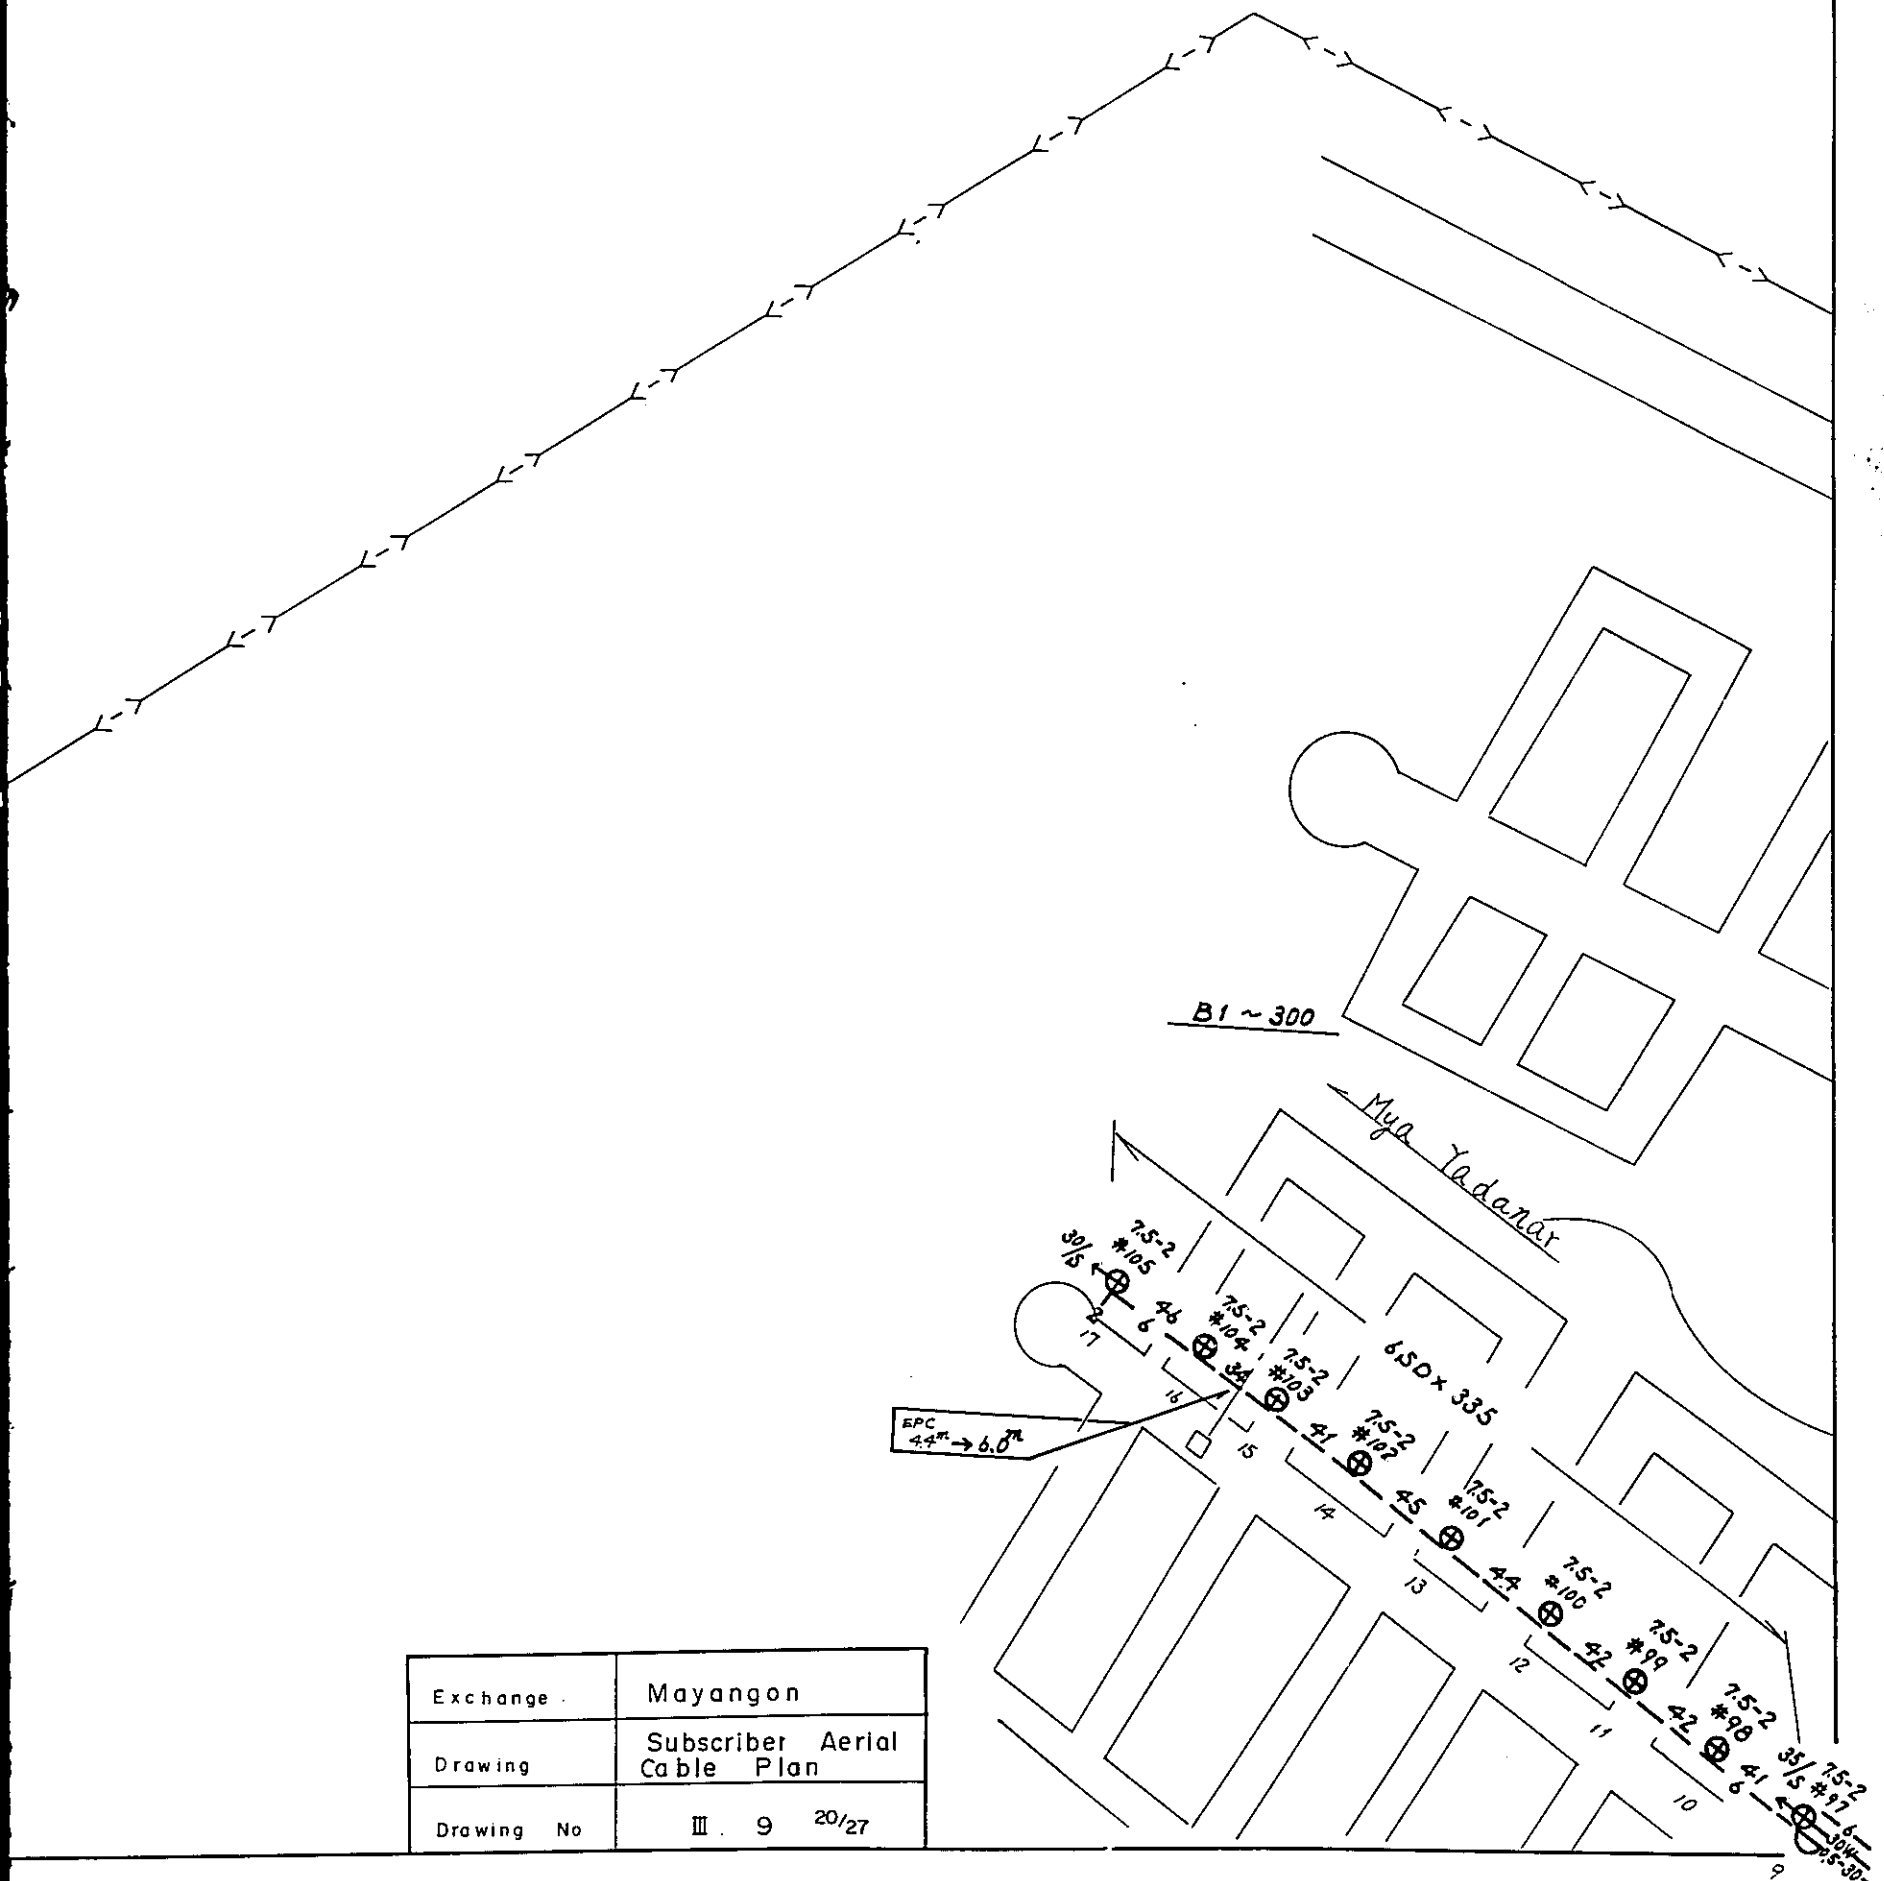 B1 ~ 300
Mya Yadanar
30/S
7.5-2
#105
2
17
46
6
7.5-2
#104
34
16
7.5-2
#103
15
EPC
4.4m → 6.0m
41
7.5-2
#102
14
650 x 335
45
7.5-2
#101
13
44
7.5-2
#100
12
42
7.5-2
#99
11
42
7.5-2
#98
10
41
6
35/S
7.5-2
#97
6
30W
9
Exchange
Mayangon
Drawing
Subscriber Aerial
Cable Plan
Drawing No
III. 9 20/27